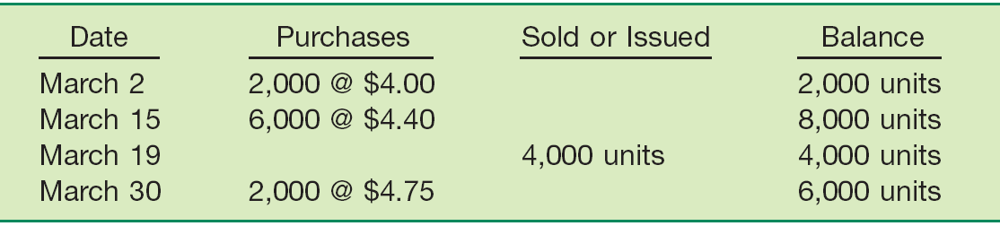 Date Purchases Sold or Issued Balance
March 2 2,000 @ $4.00 2,000 units
March 15 6,000 @ $4.40 8,000 units
March 19 4,000 units 4,000 units
March 30 2,000 @ $4.75 6,000 units